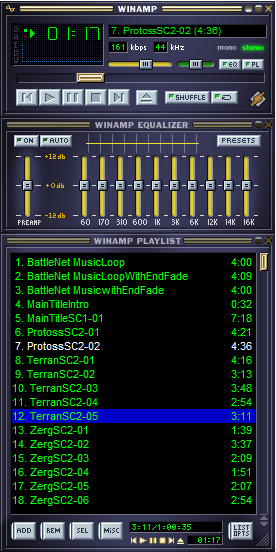 WINAMP
O
A
I
D
U
01:17
7. ProtossSC2-02 (4:36)
161 kbps 44 kHz mono stereo
EQ PL
SHUFFLE
WINAMP EQUALIZER
ON AUTO PRESETS
+12db
+0 db
-12db
PREAMP 60 170 310 600 1K 3K 6K 12K 14K 16K
WINAMP PLAYLIST
1. BattleNet MusicLoop 4:00
2. BattleNet MusicLoopWithEndFade 4:09
3. BattleNet MusicwithEndFade 4:00
4. MainTitleIntro 0:32
5. MainTitleSC1-01 7:18
6. ProtossSC2-01 4:21
7. ProtossSC2-02 4:36
8. TerranSC2-01 4:16
9. TerranSC2-02 3:13
10. TerranSC2-03 3:48
11. TerranSC2-04 2:54
12. TerranSC2-05 3:11
13. ZergSC2-01 1:39
14. ZergSC2-02 3:37
15. ZergSC2-03 2:09
16. ZergSC2-04 1:51
17. ZergSC2-05 2:07
18. ZergSC2-06 2:54
ADD REM SEL MISC 3:11/1:00:35 LIST OPTS
01:17